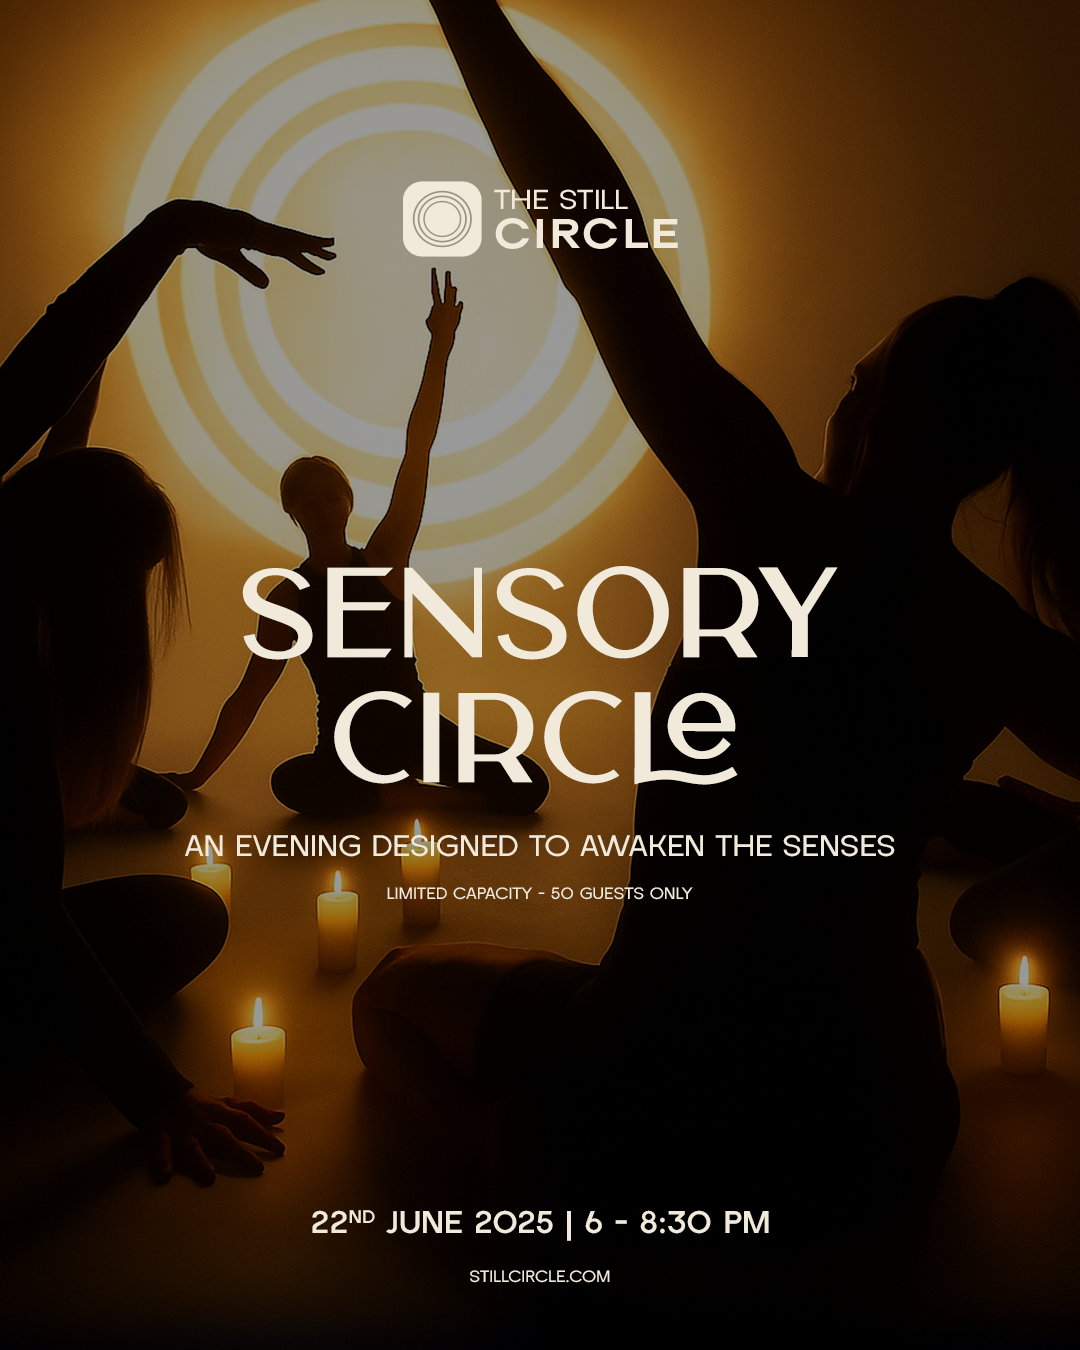 THE STILL
CIRCLE
SENSORY
CIRCLe
AN EVENING DESIGNED TO AWAKEN THE SENSES
LIMITED CAPACITY - 50 GUESTS ONLY
22ND JUNE 2025 | 6 - 8:30 PM
STILLCIRCLE.COM